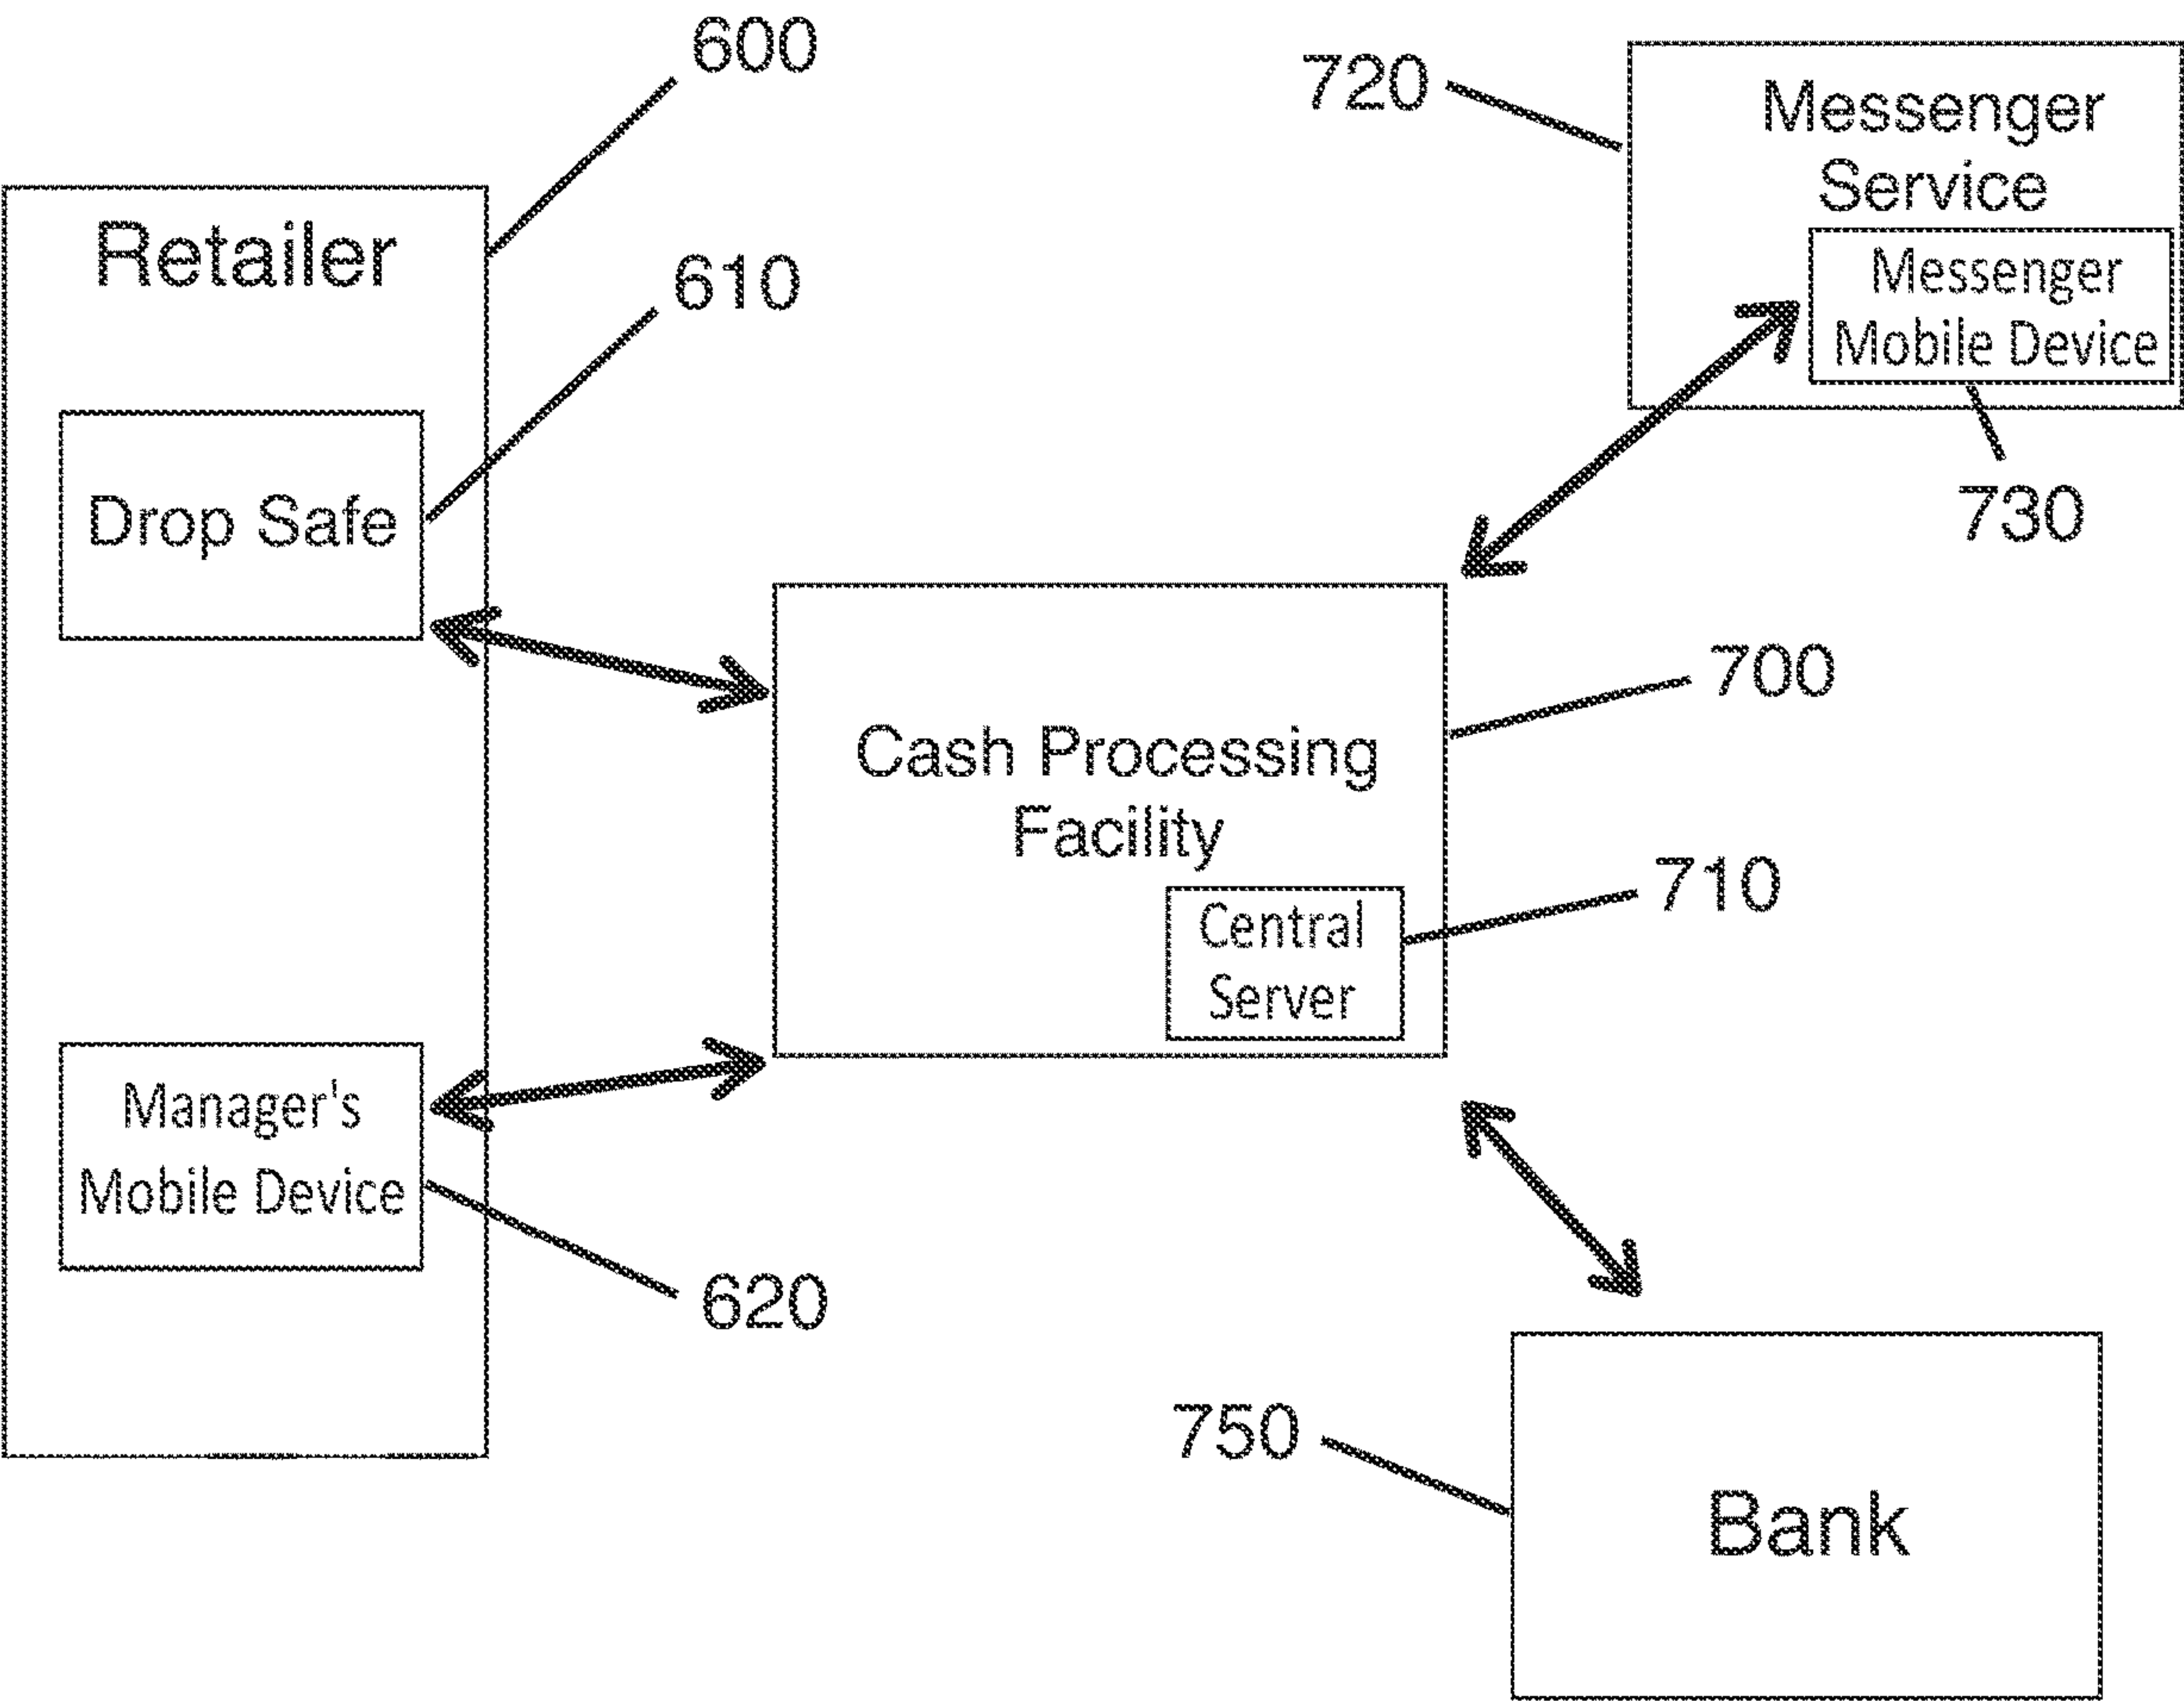 600
720
Messenger
Service
Retailer
610
Messenger
Mobile Device
Drop Safe
730
700
Cash Processing
Facility
710
Central
Server
Manager's
Mobile Device
620
750
Bank